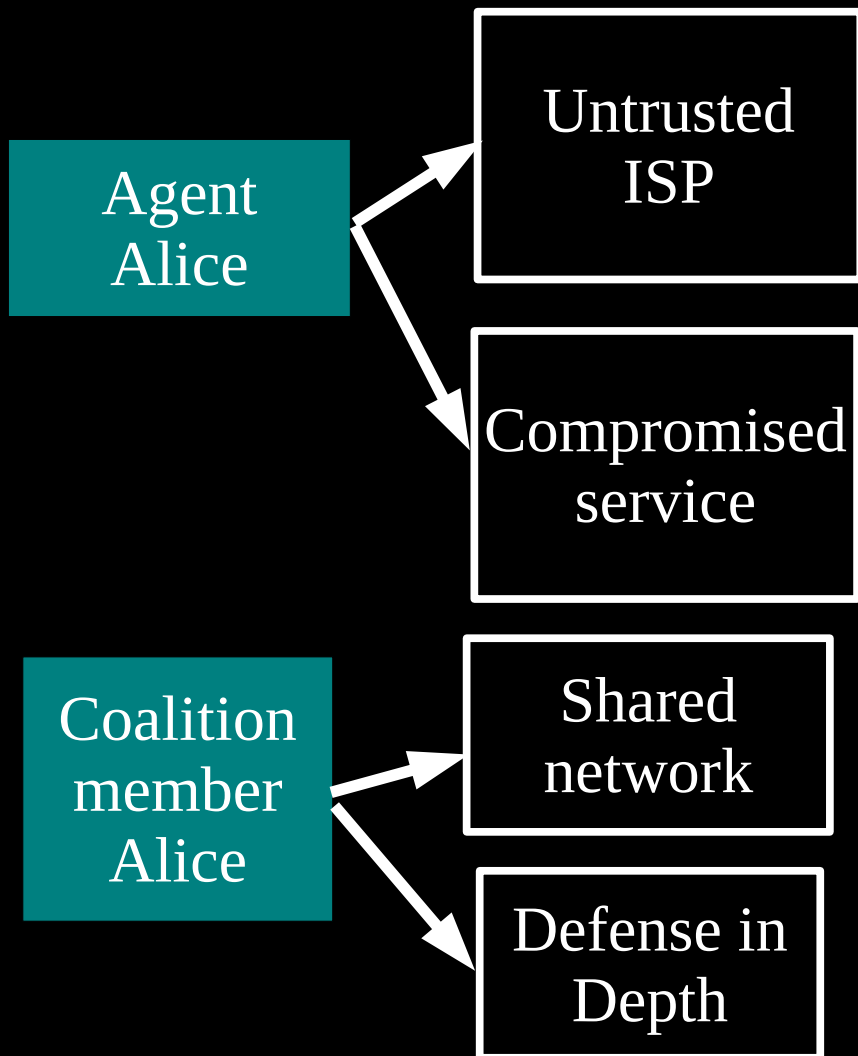 Agent
Alice
Untrusted
ISP
Compromised
service
Coalition
member
Alice
Shared
network
Defense in
Depth